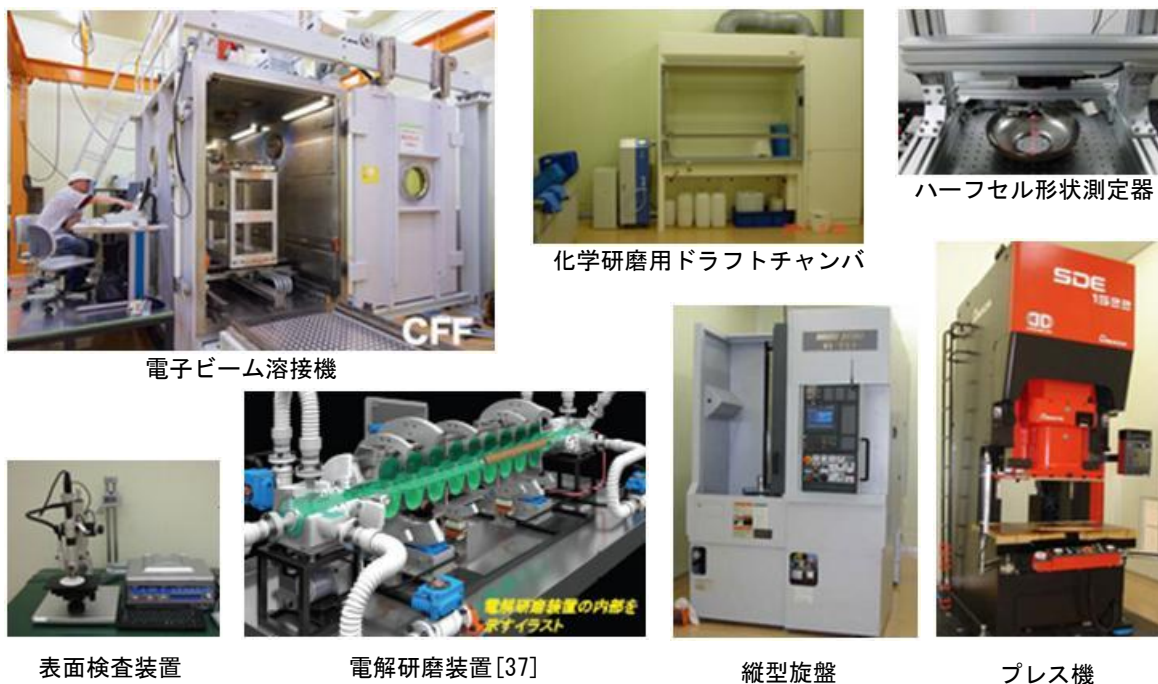 CFF
電子ビーム溶接機
化学研磨用ドラフトチャンバ
ハーフセル形状測定器
SDE
1522
表面検査装置
電解研磨装置の内部を
示すイラスト
電解研磨装置[37]
縦型旋盤
プレス機